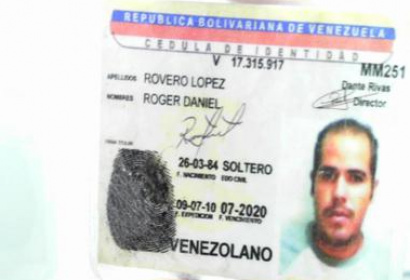 REPUBLICA BOLIVARIANA DE VENEZUELA
CEDULA DE IDENTIDAD
V 17.315.917
MM251
APELLIDOS ROVERO LOPEZ
Dante Rivas
Director
NOMBRES ROGER DANIEL
26-03-84 SOLTERO
F. NACIMIENTO EDO CIVIL
09-07-10 07-2020
F. EXPEDICION F. VENCIMIENTO
VENEZOLANO